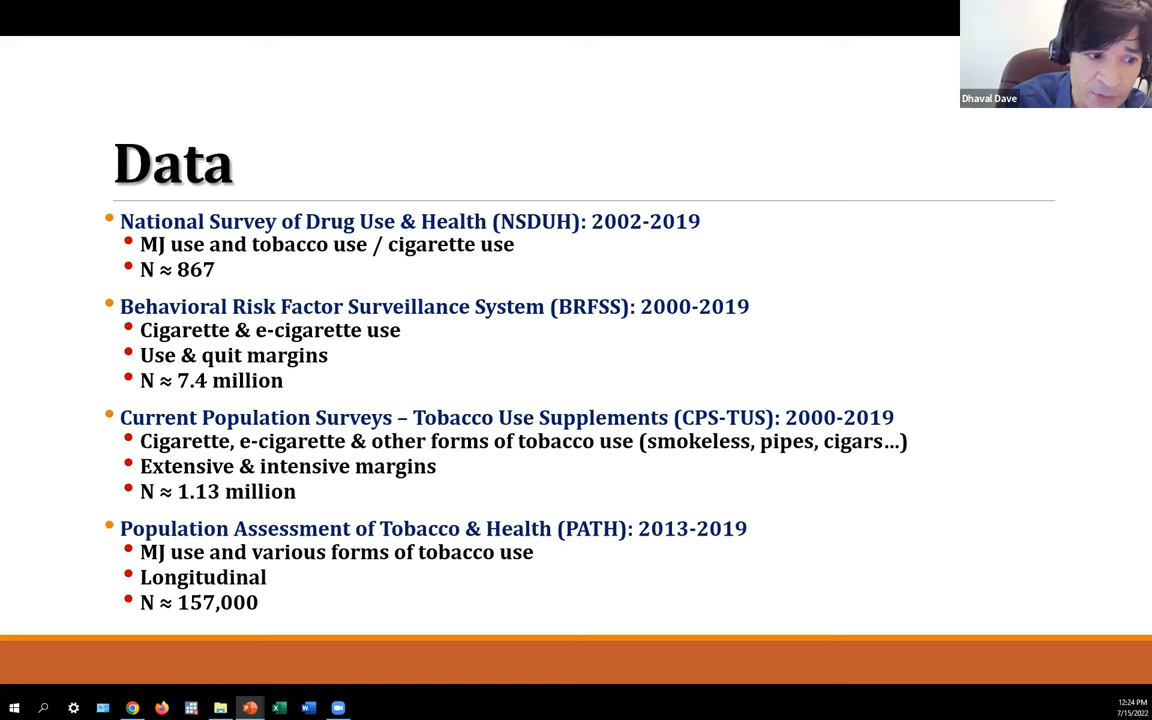 Dhaval Dave
Data
• National Survey of Drug Use & Health (NSDUH): 2002-2019
• MJ use and tobacco use / cigarette use
• N ≈ 867
• Behavioral Risk Factor Surveillance System (BRFSS): 2000-2019
• Cigarette & e-cigarette use
• Use & quit margins
• N ≈ 7.4 million
• Current Population Surveys – Tobacco Use Supplements (CPS-TUS): 2000-2019
• Cigarette, e-cigarette & other forms of tobacco use (smokeless, pipes, cigars…)
• Extensive & intensive margins
• N ≈ 1.13 million
• Population Assessment of Tobacco & Health (PATH): 2013-2019
• MJ use and various forms of tobacco use
• Longitudinal
• N ≈ 157,000
12:24 PM
7/15/2022